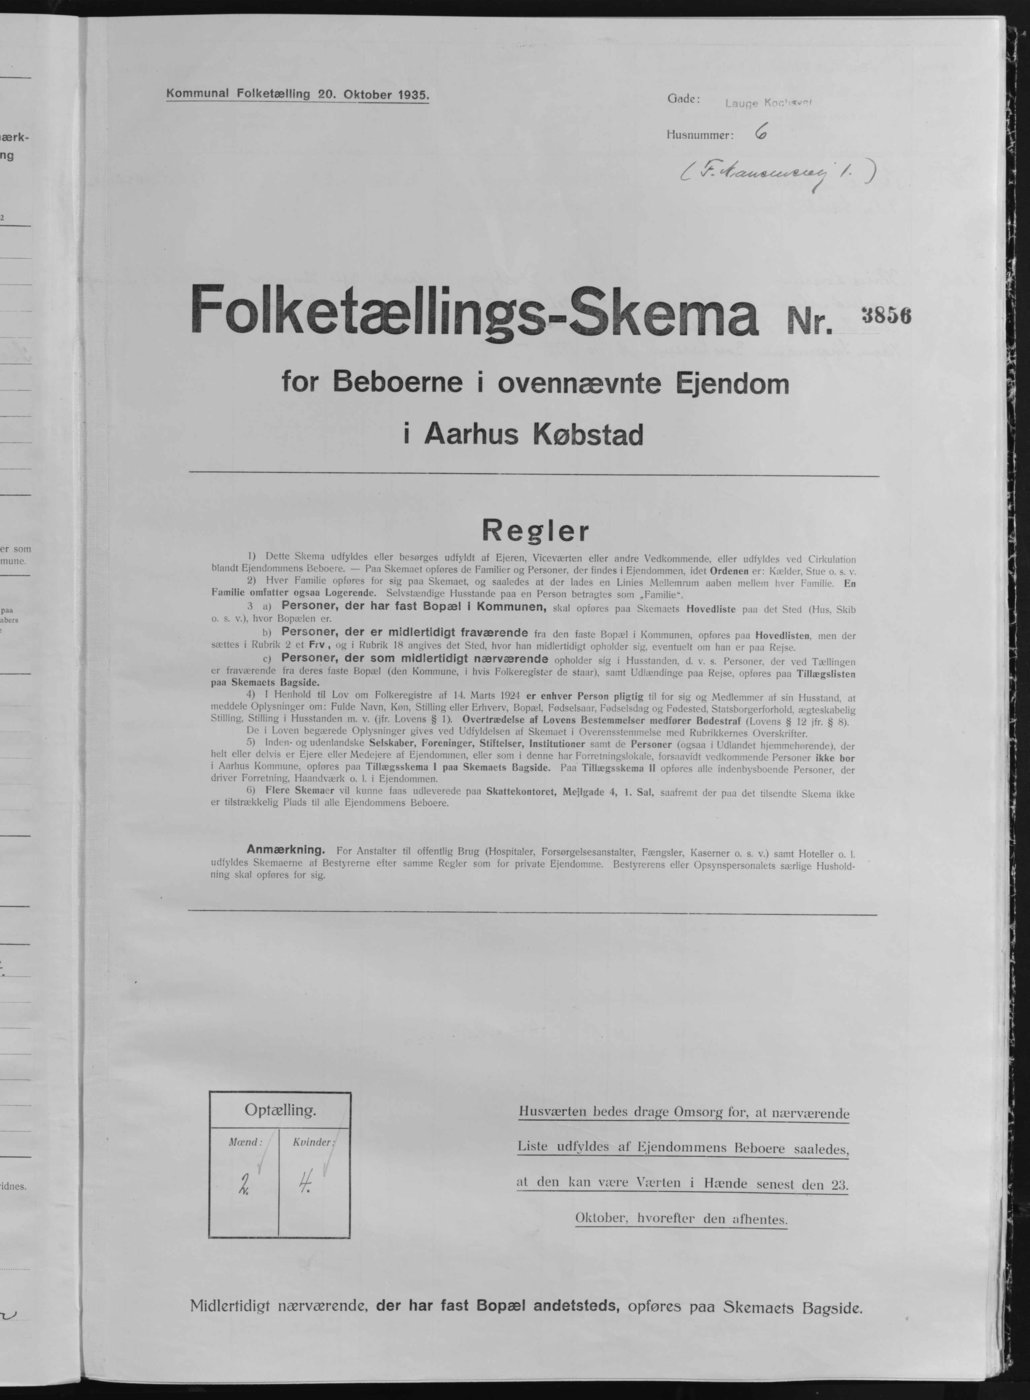 Kommunal Folketælling 20. Oktober 1935.
Gade: Lauge Kochsvej
Husnummer: 6
(F. Nansensvej 1.)
Folketællings-Skema Nr. 3856
for Beboerne i ovennævnte Ejendom
i Aarhus Købstad
Regler
1) Dette Skema udfyldes eller besørges udfyldt af Ejeren, Viceværten eller andre Vedkommende, eller udfyldes ved Cirkulation
blandt Ejendommens Beboere. — Paa Skemaet opføres de Familier og Personer, der findes i Ejendommen, idet Ordenen er: Kælder, Stue o. s. v.
2) Hver Familie opføres for sig paa Skemaet, og saaledes at der lades en Linies Mellemrum aaben mellem hver Familie. En
Familie omfatter ogsaa Logerende. Selvstændige Husstande paa en Person betragtes som „Familie“.
3 a) Personer, der har fast Bopæl i Kommunen, skal opføres paa Skemaets Hovedliste paa det Sted (Hus, Skib
o. s. v.), hvor Bopælen er.
b) Personer, der er midlertidigt fraværende fra den faste Bopæl i Kommunen, opføres paa Hovedlisten, men der
sættes i Rubrik 2 et Frv, og i Rubrik 18 angives det Sted, hvor han midlertidigt opholder sig, eventuelt om han er paa Rejse.
c) Personer, der som midlertidigt nærværende opholder sig i Husstanden, d. v. s. Personer, der ved Tællingen
er fraværende fra deres faste Bopæl (den Kommune, i hvis Folkeregister de staar), samt Udlændinge paa Rejse, opføres paa Tillægslisten
paa Skemaets Bagside.
4) I Henhold til Lov om Folkeregistre af 14. Marts 1924 er enhver Person pligtig til for sig og Medlemmer af sin Husstand, at
meddele Oplysninger om: Fulde Navn, Køn, Stilling eller Erhverv, Bopæl, Fødselsaar, Fødselsdag og Fødested, Statsborgerforhold, ægteskabelig
Stilling, Stilling i Husstanden m. v. (jfr. Lovens § 1). Overtrædelse af Lovens Bestemmelser medfører Bødestraf (Lovens § 12 jfr. § 8).
De i Loven begærede Oplysninger gives ved Udfyldelsen af Skemaet i Overensstemmelse med Rubrikkernes Overskrifter.
5) Inden- og udenlandske Selskaber, Foreninger, Stiftelser, Institutioner samt de Personer (ogsaa i Udlandet hjemmehørende), der
helt eller delvis er Ejere eller Medejere af Ejendommen, eller som i denne har Forretningslokale, forsaavidt vedkommende Personer ikke bor
i Aarhus Kommune, opføres paa Tillægsskema I paa Skemaets Bagside. Paa Tillægsskema II opføres alle indenbysboende Personer, der
driver Forretning, Haandværk o. l. i Ejendommen.
6) Flere Skemaer vil kunne faas udleverede paa Skattekontoret, Mejlgade 4, 1. Sal, saafremt der paa det tilsendte Skema ikke
er tilstrækkelig Plads til alle Ejendommens Beboere.
Anmærkning. For Anstalter til offentlig Brug (Hospitaler, Forsørgelsesanstalter, Fængsler, Kaserner o. s. v.) samt Hoteller o. l.
udfyldes Skemaerne af Bestyrerne efter samme Regler som for private Ejendomme. Bestyrerens eller Opsynspersonalets særlige Hushold-
ning skal opføres for sig.
Optælling.
Mænd: Kvinder:
2. 4.
Husværten bedes drage Omsorg for, at nærværende
Liste udfyldes af Ejendommens Beboere saaledes,
at den kan være Værten i Hænde senest den 23.
Oktober, hvorefter den afhentes.
Midlertidigt nærværende, der har fast Bopæl andetsteds, opføres paa Skemaets Bagside.